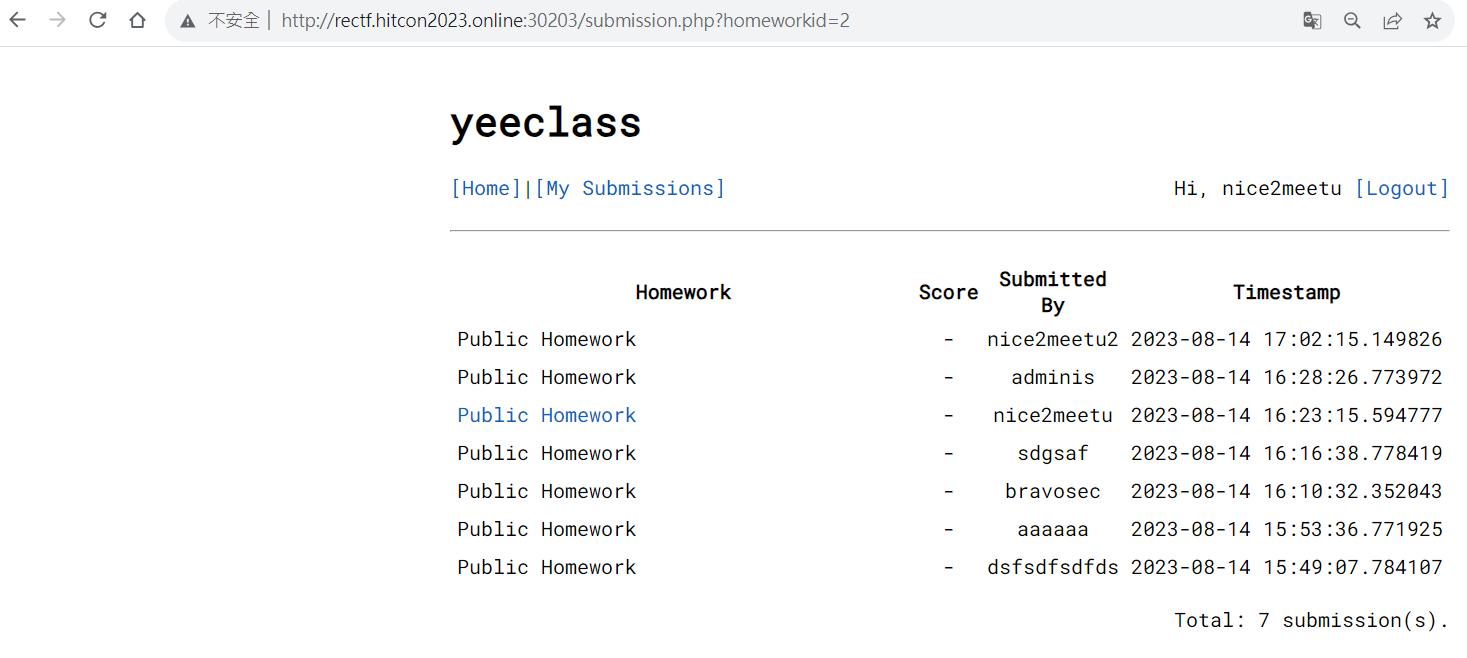 不安全 | http://rectf.hitcon2023.online:30203/submission.php?homeworkid=2
yeeclass
[Home]|[My Submissions] Hi, nice2meetu [Logout]
Homework Score Submitted By Timestamp
Public Homework - nice2meetu2 2023-08-14 17:02:15.149826
Public Homework - adminis 2023-08-14 16:28:26.773972
Public Homework - nice2meetu 2023-08-14 16:23:15.594777
Public Homework - sdgsaf 2023-08-14 16:16:38.778419
Public Homework - bravosec 2023-08-14 16:10:32.352043
Public Homework - aaaaaa 2023-08-14 15:53:36.771925
Public Homework - dsfsdfsdfds 2023-08-14 15:49:07.784107
Total: 7 submission(s).